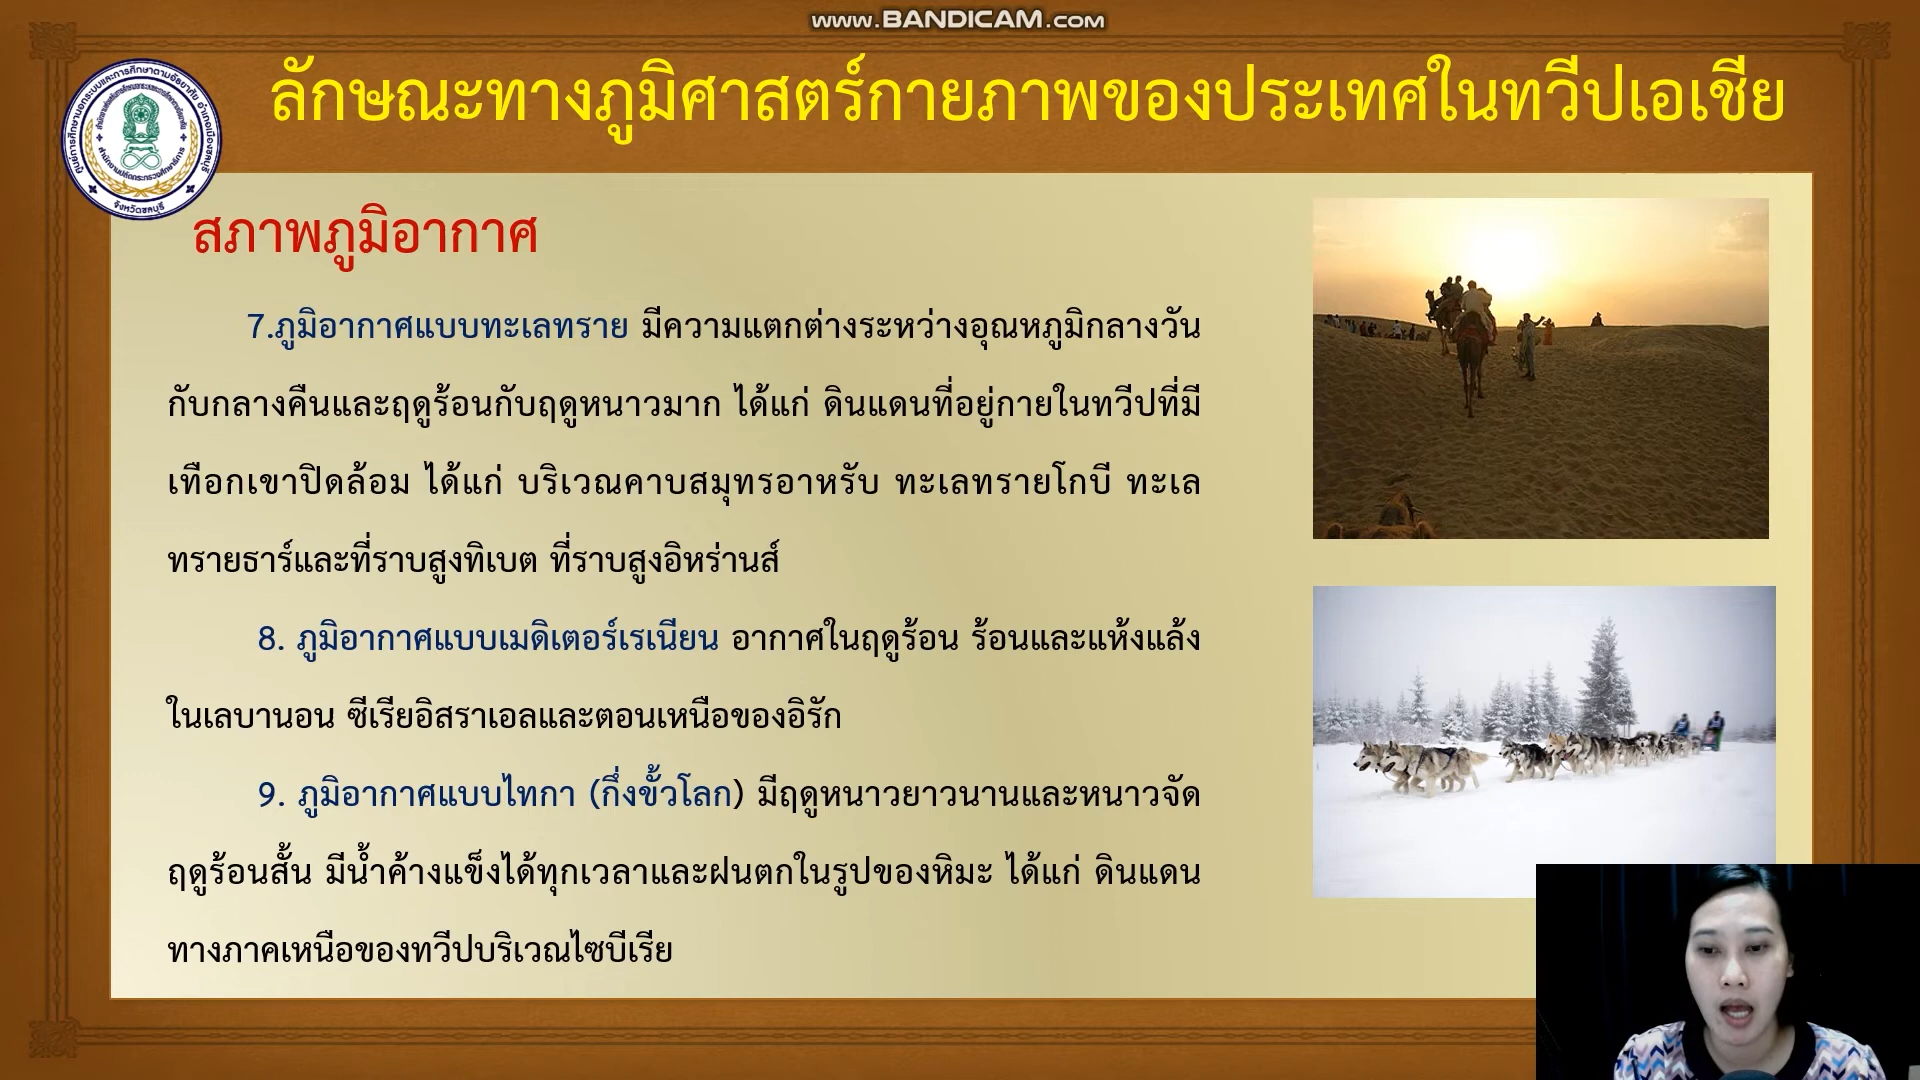 www.BANDICAM.com
ลักษณะทางภูมิศาสตร์กายภาพของประเทศในทวีปเอเชีย
สภาพภูมิอากาศ
7.ภูมิอากาศแบบทะเลทราย มีความแตกต่างระหว่างอุณหภูมิกลางวัน
กับกลางคืนและฤดูร้อนกับฤดูหนาวมาก ได้แก่ ดินแดนที่อยู่กายในทวีปที่มี
เทือกเขาปิดล้อม ได้แก่ บริเวณคาบสมุทรอาหรับ ทะเลทรายโกบี ทะเล
ทรายธาร์และที่ราบสูงทิเบต ที่ราบสูงอิหร่านส์
8. ภูมิอากาศแบบเมดิเตอร์เรเนียน อากาศในฤดูร้อน ร้อนและแห้งแล้ง
ในเลบานอน ซีเรียอิสราเอลและตอนเหนือของอิรัก
9. ภูมิอากาศแบบไทกา (กึ่งขั้วโลก) มีฤดูหนาวยาวนานและหนาวจัด
ฤดูร้อนสั้น มีน้ำค้างแข็งได้ทุกเวลาและฝนตกในรูปของหิมะ ได้แก่ ดินแดน
ทางภาคเหนือของทวีปบริเวณไซบีเรีย
จังหวัดชลบุรี